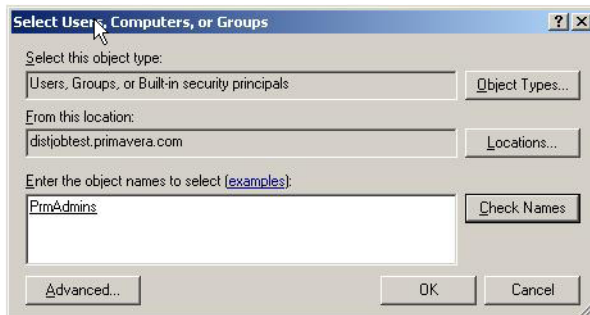 Select Users, Computers, or Groups
Select this object type:
Users, Groups, or Built-in security principals
Object Types...
From this location:
distjobtest.primavera.com
Locations...
Enter the object names to select (examples):
PrmAdmins
Check Names
Advanced...
OK
Cancel